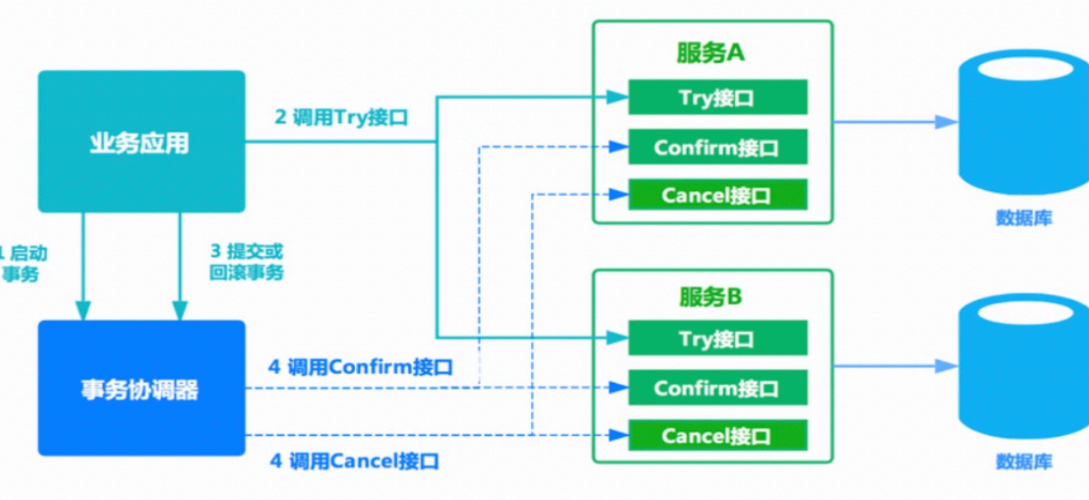 服务A
Try接口
2 调用Try接口
业务应用
Confirm接口
Cancel接口
数据库
1 启动
事务
3 提交或
回滚事务
服务B
Try接口
4 调用Confirm接口
事务协调器
Confirm接口
Cancel接口
4 调用Cancel接口
数据库